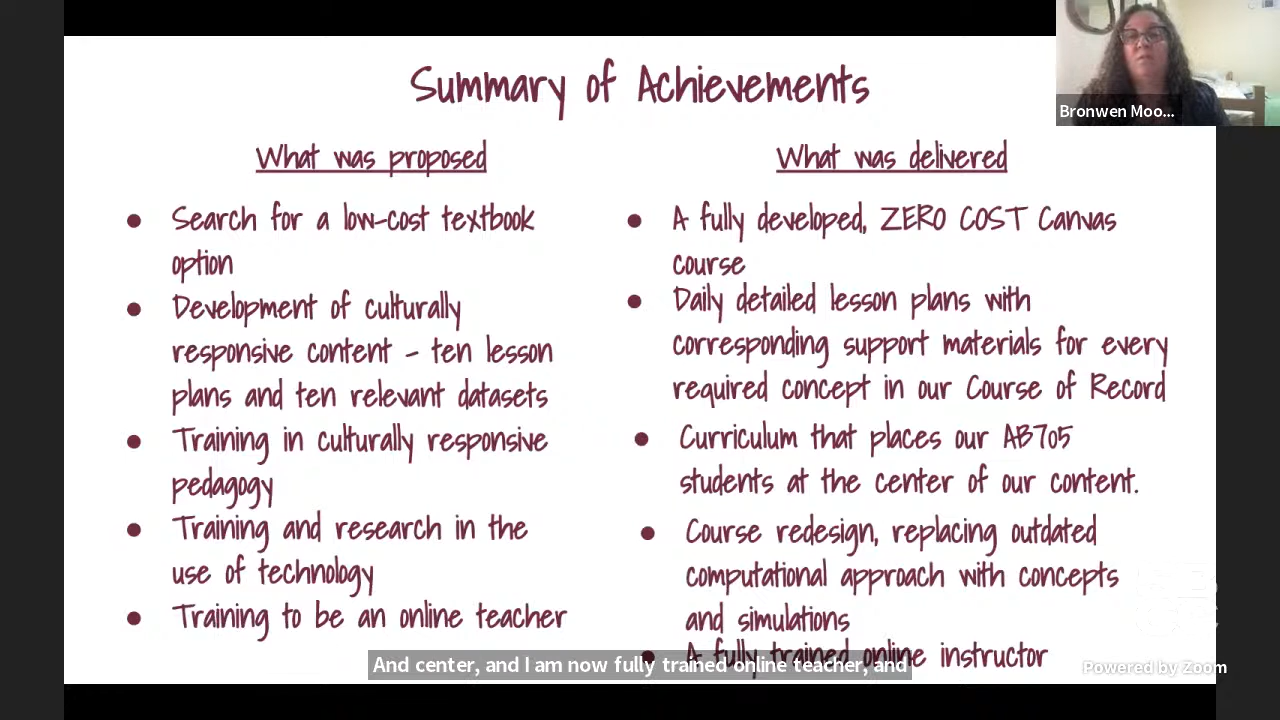 Summary of Achievements
What was proposed
● Search for a low-cost textbook
option
● Development of culturally
responsive content - ten lesson
plans and ten relevant datasets
● Training in culturally responsive
pedagogy
● Training and research in the
use of technology
● Training to be an online teacher
What was delivered
● A fully developed, ZERO COST Canvas
course
● Daily detailed lesson plans with
corresponding support materials for every
required concept in our Course of Record
● Curriculum that places our AB705
students at the center of our content.
● Course redesign, replacing outdated
computational approach with concepts
and simulations
● A fully trained online instructor
And center, and I am now fully trained online teacher, and
Bronwen Moo...
Powered by Zoom